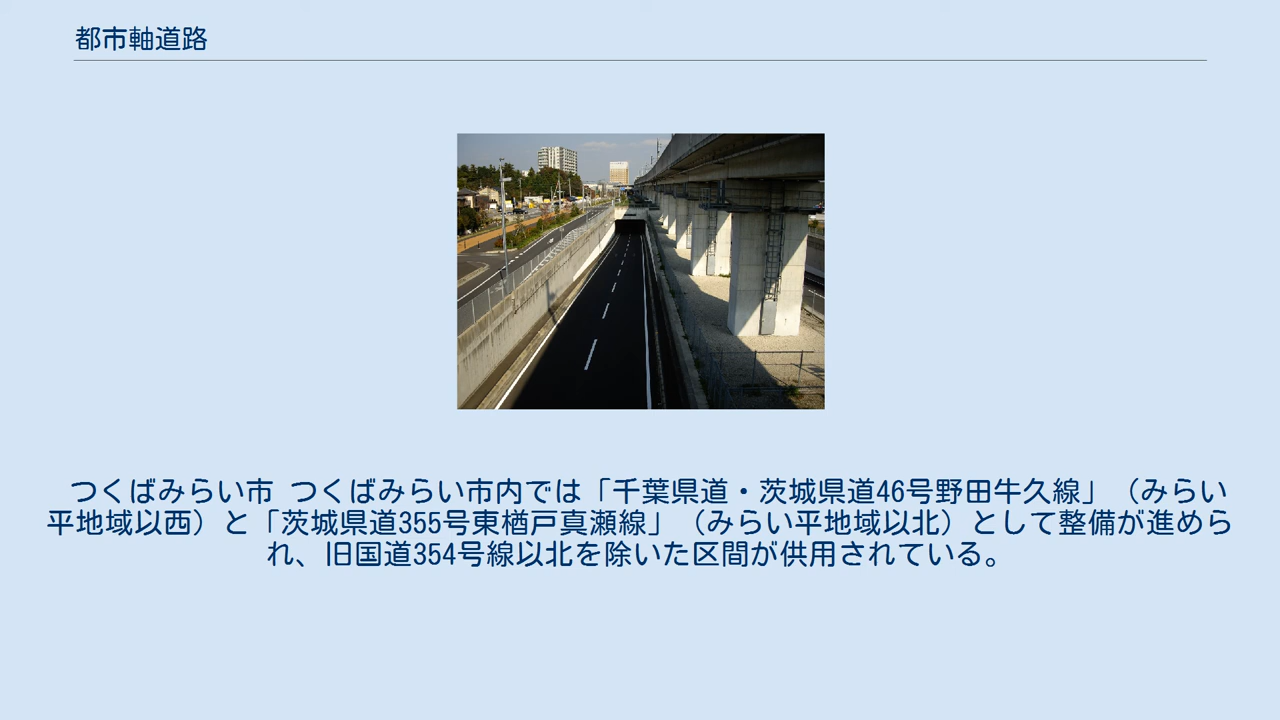 都市軸道路
つくばみらい市 つくばみらい市内では「千葉県道・茨城県道46号野田牛久線」（みらい
平地域以西）と「茨城県道355号東楢戸真瀬線」（みらい平地域以北）として整備が進めら
れ、旧国道354号線以北を除いた区間が供用されている。